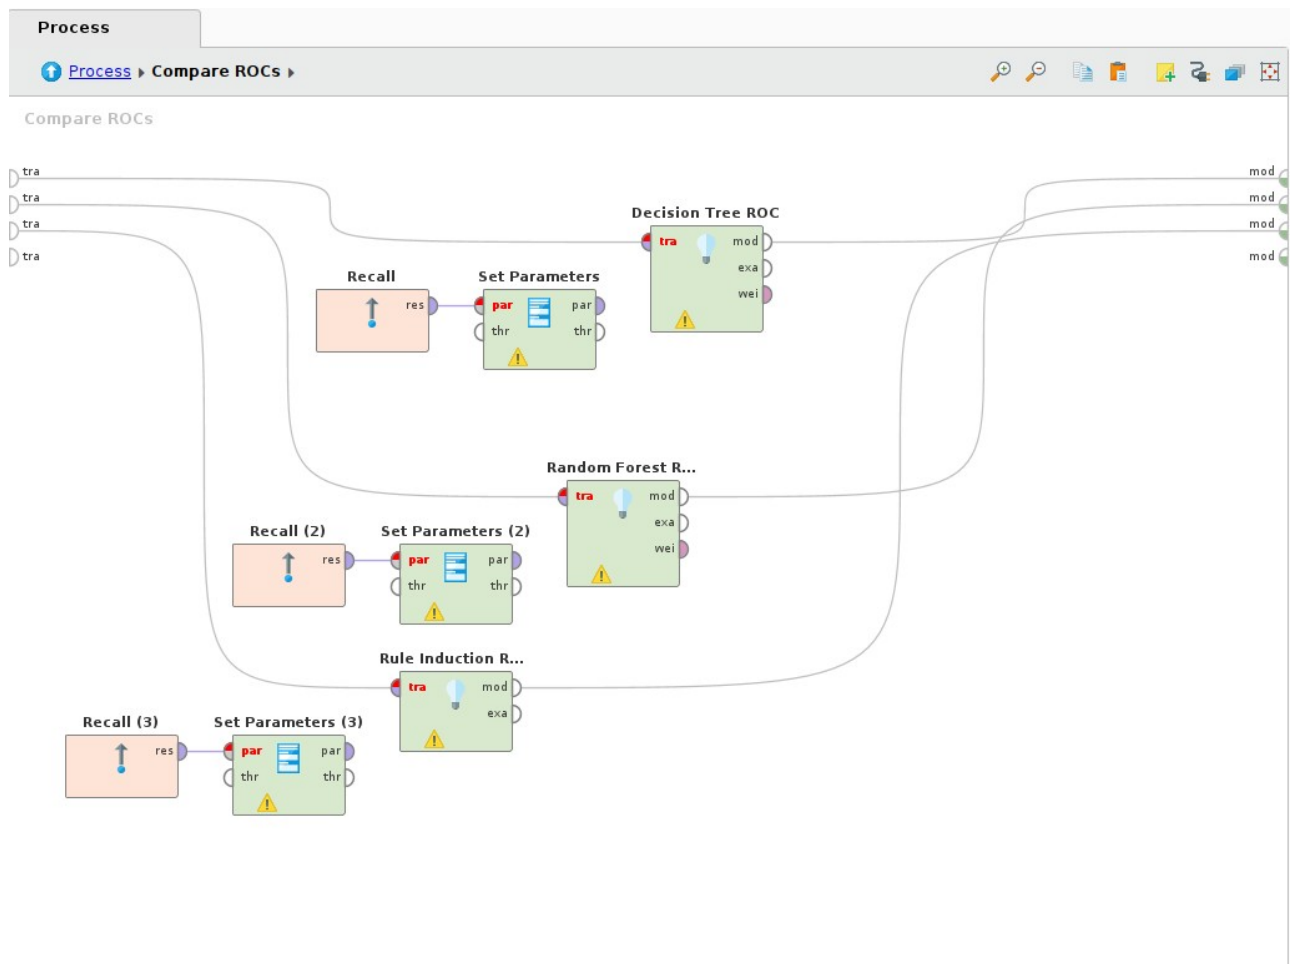 Process
Process Compare ROCs
Compare ROCs
tra
tra
tra
tra
mod
mod
mod
mod
Decision Tree ROC
tra mod
exa
wei
Recall
res
Set Parameters
par par
thr thr
Random Forest R...
tra mod
exa
wei
Recall (2)
res
Set Parameters (2)
par par
thr thr
Rule Induction R...
tra mod
exa
Recall (3)
res
Set Parameters (3)
par par
thr thr